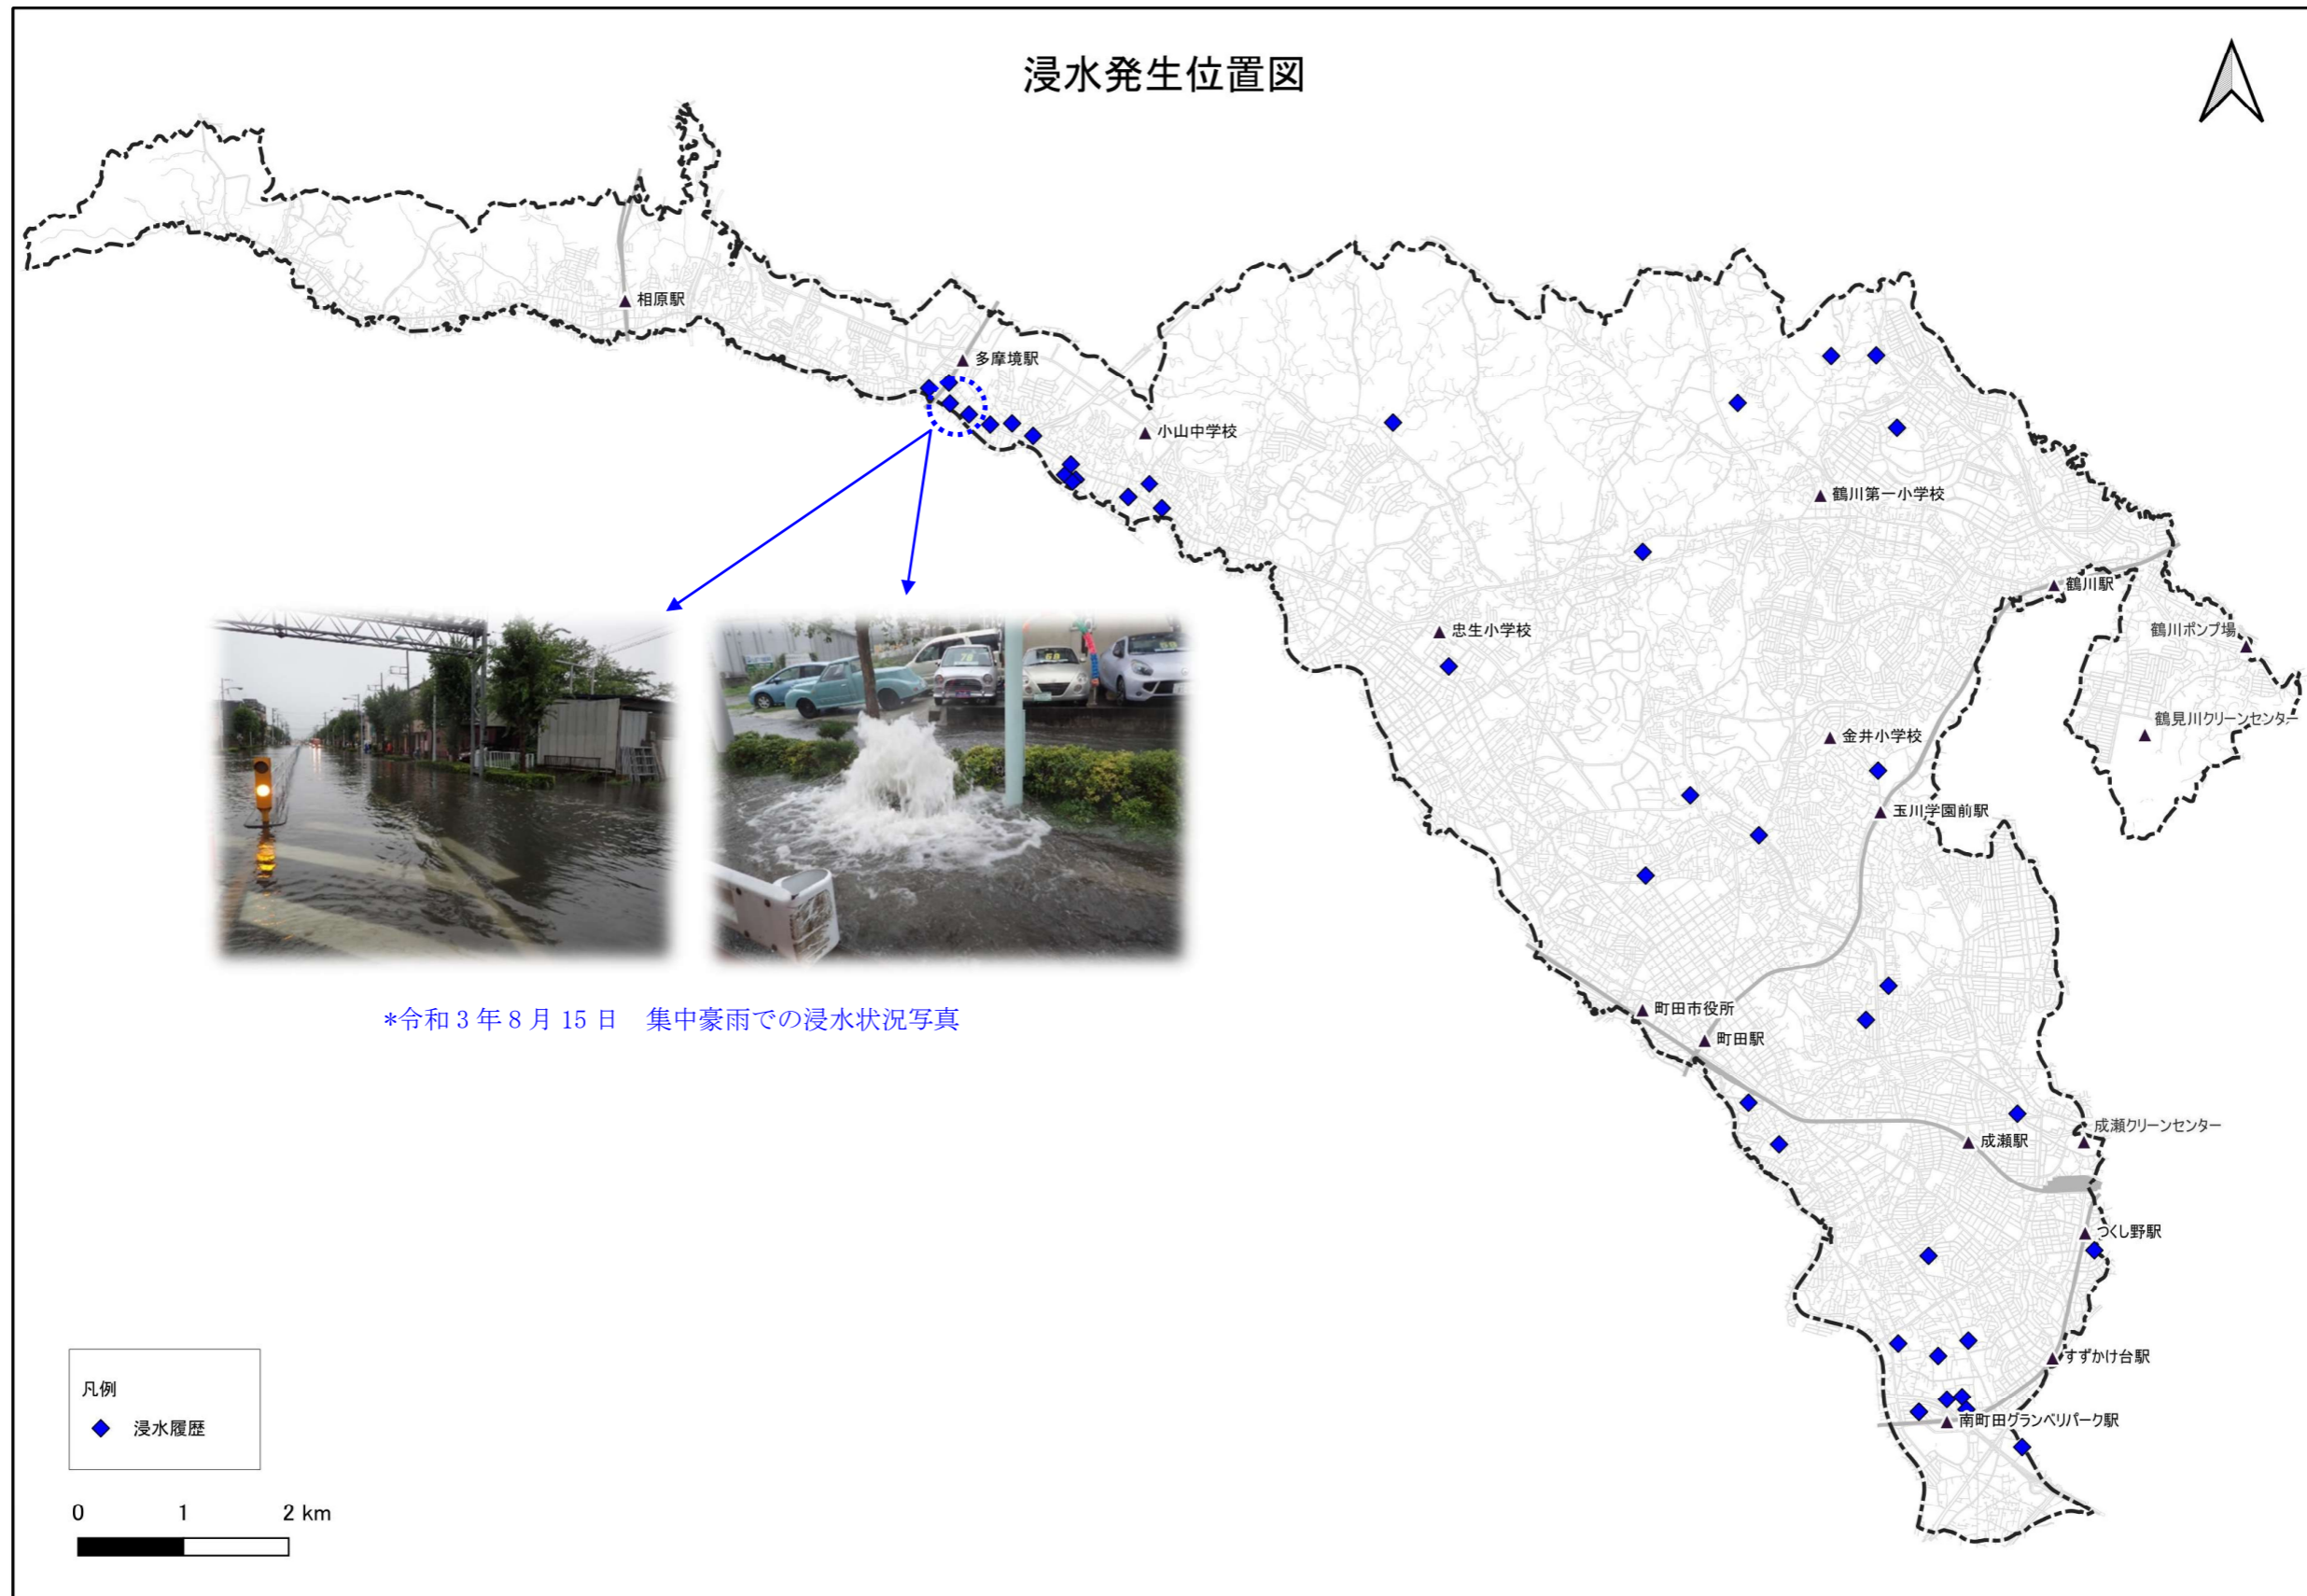 浸水発生位置図
相原駅
多摩境駅
小山中学校
鶴川第一小学校
鶴川駅
忠生小学校
鶴川ポンプ場
鶴見川クリーンセンター
金井小学校
玉川学園前駅
町田市役所
町田駅
*令和3年8月15日 集中豪雨での浸水状況写真
成瀬クリーンセンター
成瀬駅
つくし野駅
すずかけ台駅
南町田グランベリパーク駅
凡例
浸水履歴
0 1 2 km